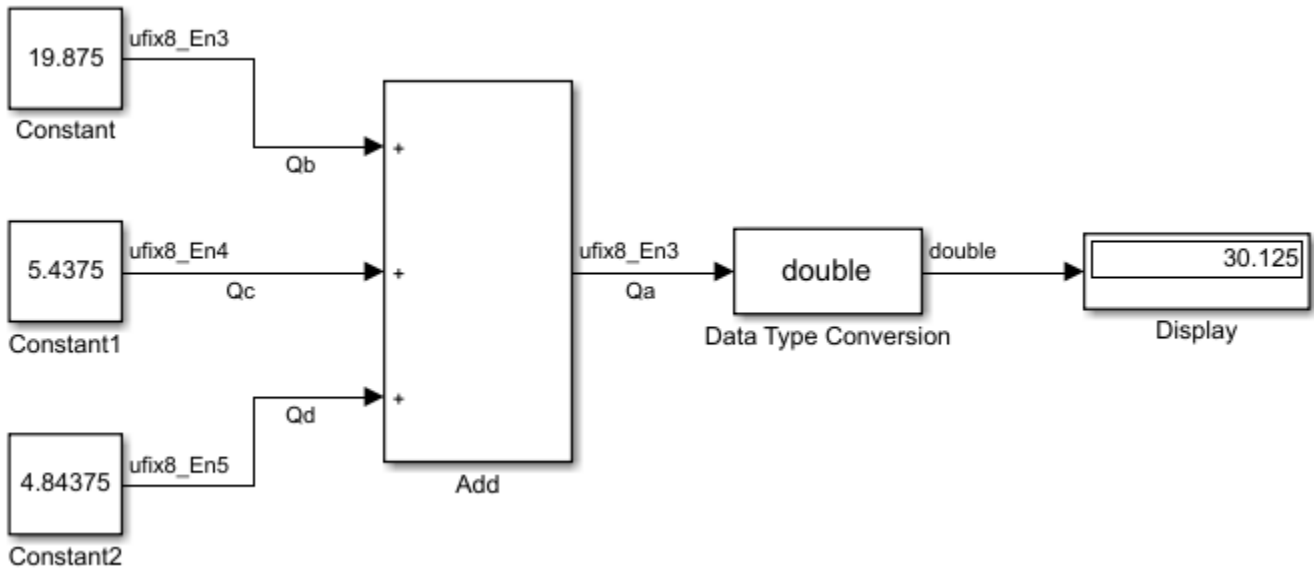 19.875
ufix8_En3
Constant
Qb
+
5.4375
ufix8_En4
Constant1
Qc
+
4.84375
ufix8_En5
Constant2
Qd
+
Add
ufix8_En3
Qa
double
Data Type Conversion
double
30.125
Display